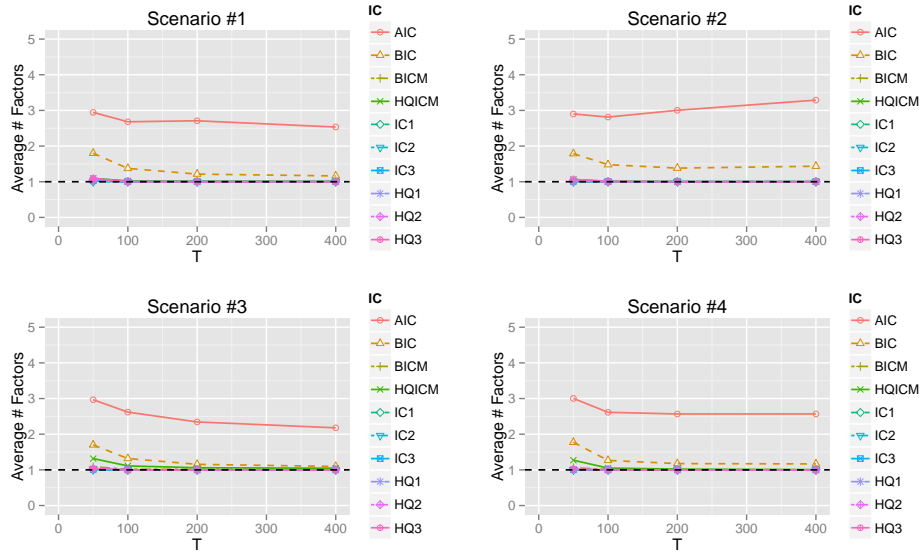 Scenario #1
Average # Factors
5
4
3
2
1
0
0 100 200 300 400
T
IC
AIC
BIC
BICM
HQICM
IC1
IC2
IC3
HQ1
HQ2
HQ3
Scenario #2
Average # Factors
5
4
3
2
1
0
0 100 200 300 400
T
IC
AIC
BIC
BICM
HQICM
IC1
IC2
IC3
HQ1
HQ2
HQ3
Scenario #3
Average # Factors
5
4
3
2
1
0
0 100 200 300 400
T
IC
AIC
BIC
BICM
HQICM
IC1
IC2
IC3
HQ1
HQ2
HQ3
Scenario #4
Average # Factors
5
4
3
2
1
0
0 100 200 300 400
T
IC
AIC
BIC
BICM
HQICM
IC1
IC2
IC3
HQ1
HQ2
HQ3